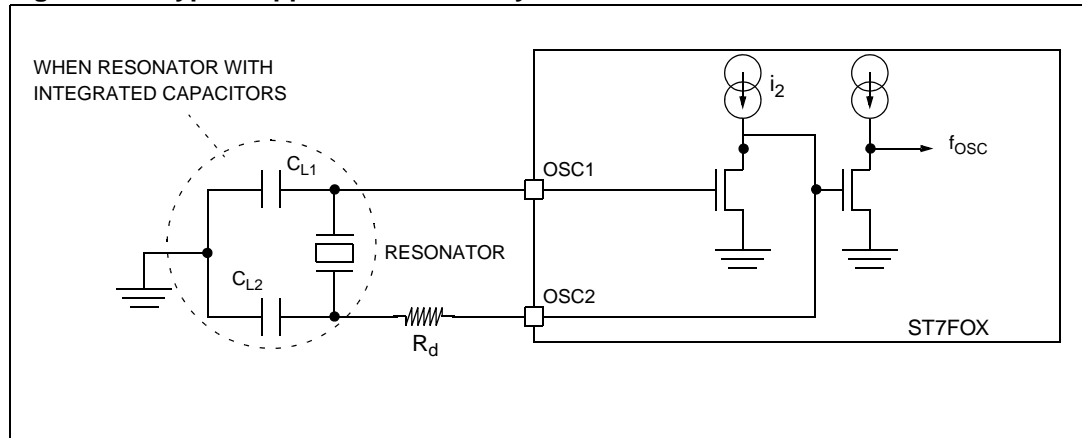 WHEN RESONATOR WITH
INTEGRATED CAPACITORS
CL1
CL2
RESONATOR
Rd
OSC1
OSC2
i2
fOSC
ST7FOX